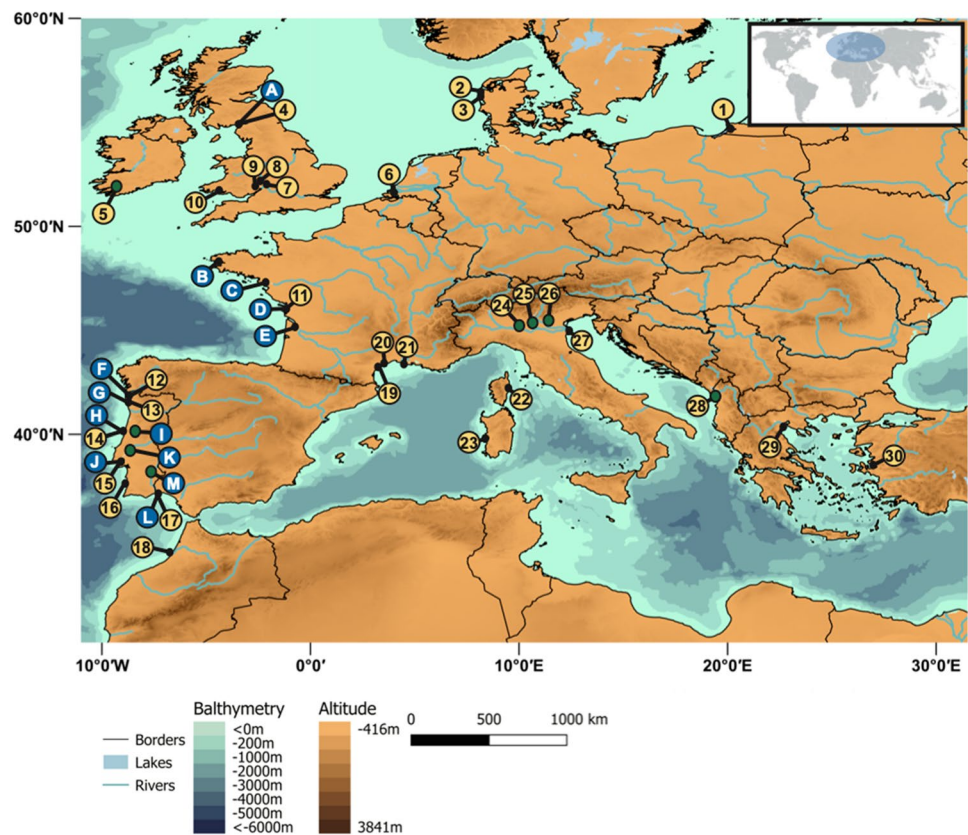 60°0'N
A
2
4
1
3
9
8
6
7
10
5
50°0'N
B
C
11
25
26
D
24
E
20
21
27
F
12
19
22
G
13
28
H
40°0'N
14
I
23
29
30
J
K
15
M
16
L
17
18
10°0'W
0°0'
10°0'E
20°0'E
30°0'E
Balthymetry
Altitude
<0m
-416m
0
500
1000 km
-200m
Borders
-1000m
Lakes
-2000m
Rivers
-3000m
-4000m
-5000m
<-6000m
3841m